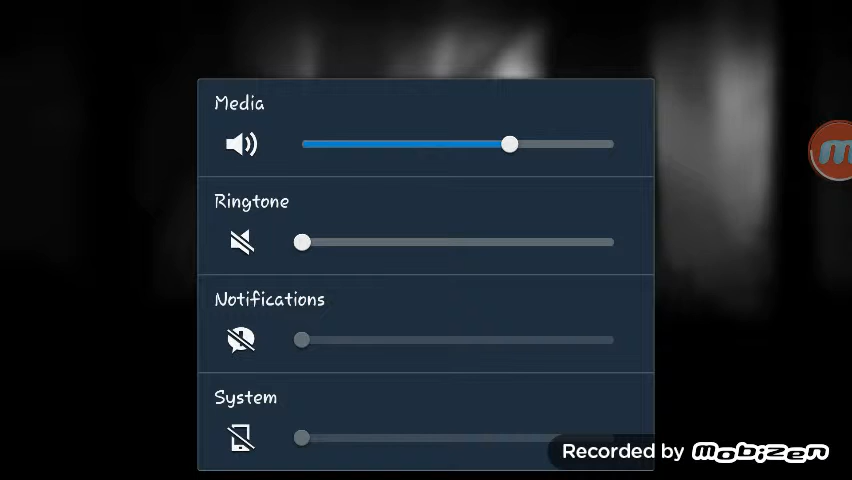 Media
Ringtone
Notifications
System
Recorded by Mobizen